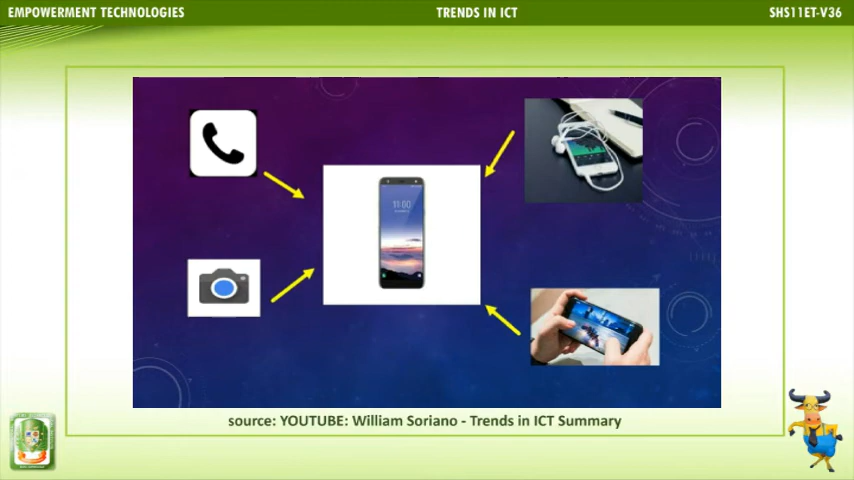 EMPOWERMENT TECHNOLOGIES
TRENDS IN ICT
SHS11ET-V36
11:00
source: YOUTUBE: William Soriano - Trends in ICT Summary